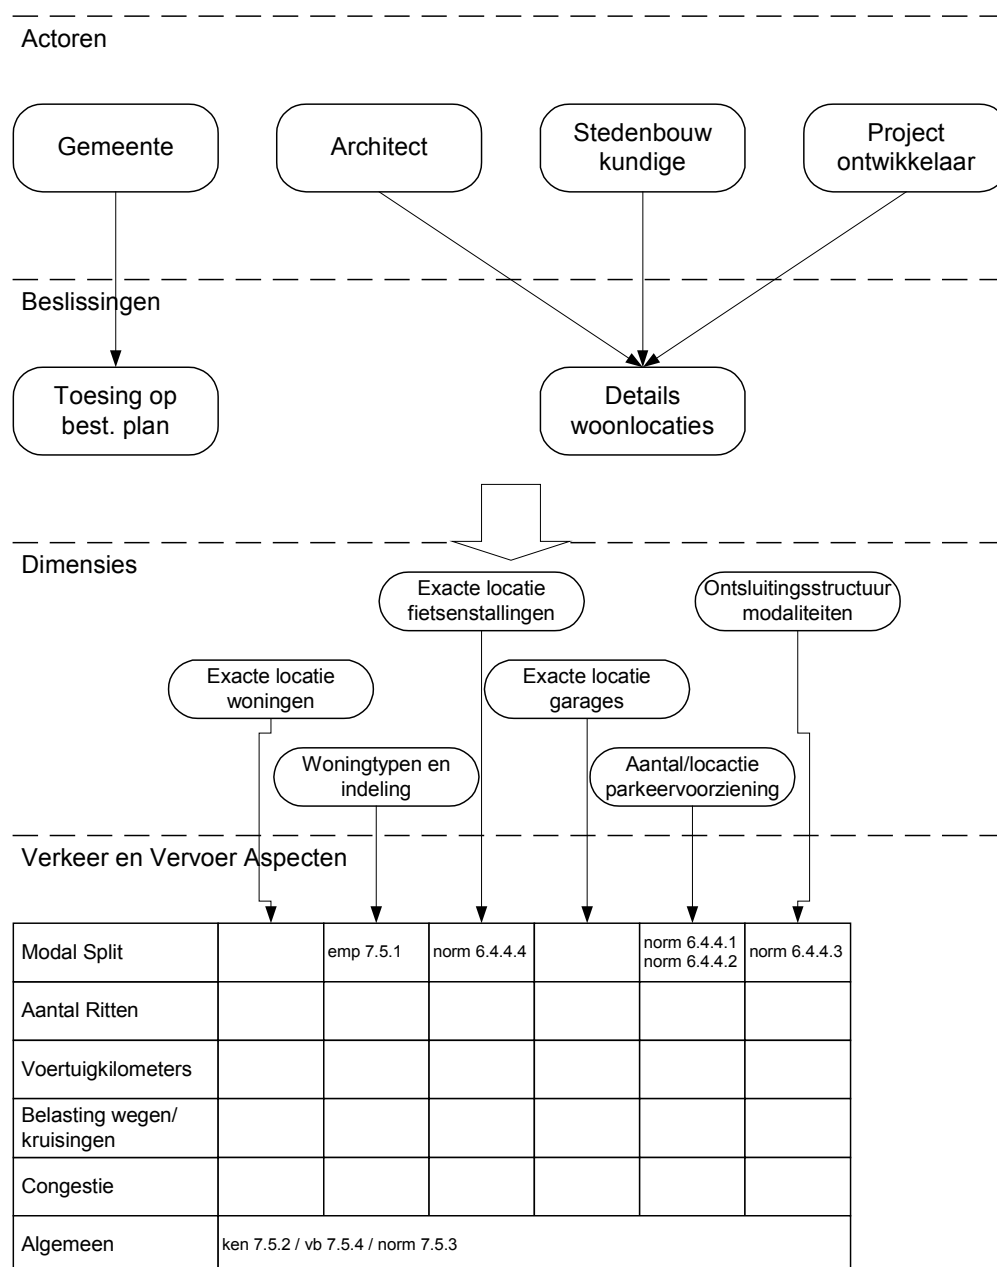 Actoren
Gemeente
Architect
Stedenbouw
kundige
Project
ontwikkelaar
Beslissingen
Toesing op
best. plan
Details
woonlocaties
Dimensies
Exacte locatie
fietsenstallingen
Ontsluitingsstructuur
modaliteiten
Exacte locatie
woningen
Exacte locatie
garages
Woningtypen en
indeling
Aantal/locactie
parkeervoorziening
Verkeer en Vervoer Aspecten
Modal Split
emp 7.5.1
norm 6.4.4.4
norm 6.4.4.1
norm 6.4.4.2
norm 6.4.4.3
Aantal Ritten
Voertuigkilometers
Belasting wegen/
kruisingen
Congestie
Algemeen
ken 7.5.2 / vb 7.5.4 / norm 7.5.3